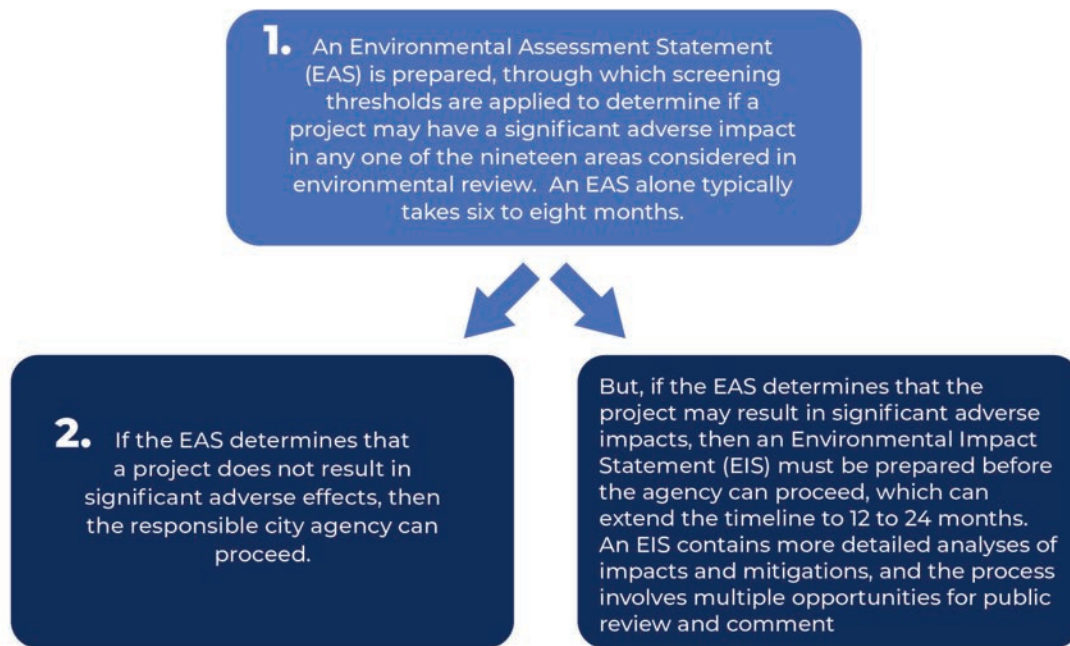 1. An Environmental Assessment Statement
(EAS) is prepared, through which screening
thresholds are applied to determine if a
project may have a significant adverse impact
in any one of the nineteen areas considered in
environmental review. An EAS alone typically
takes six to eight months.
2. If the EAS determines that
a project does not result in
significant adverse effects, then
the responsible city agency can
proceed.
But, if the EAS determines that the
project may result in significant adverse
impacts, then an Environmental Impact
Statement (EIS) must be prepared before
the agency can proceed, which can
extend the timeline to 12 to 24 months.
An EIS contains more detailed analyses of
impacts and mitigations, and the process
involves multiple opportunities for public
review and comment